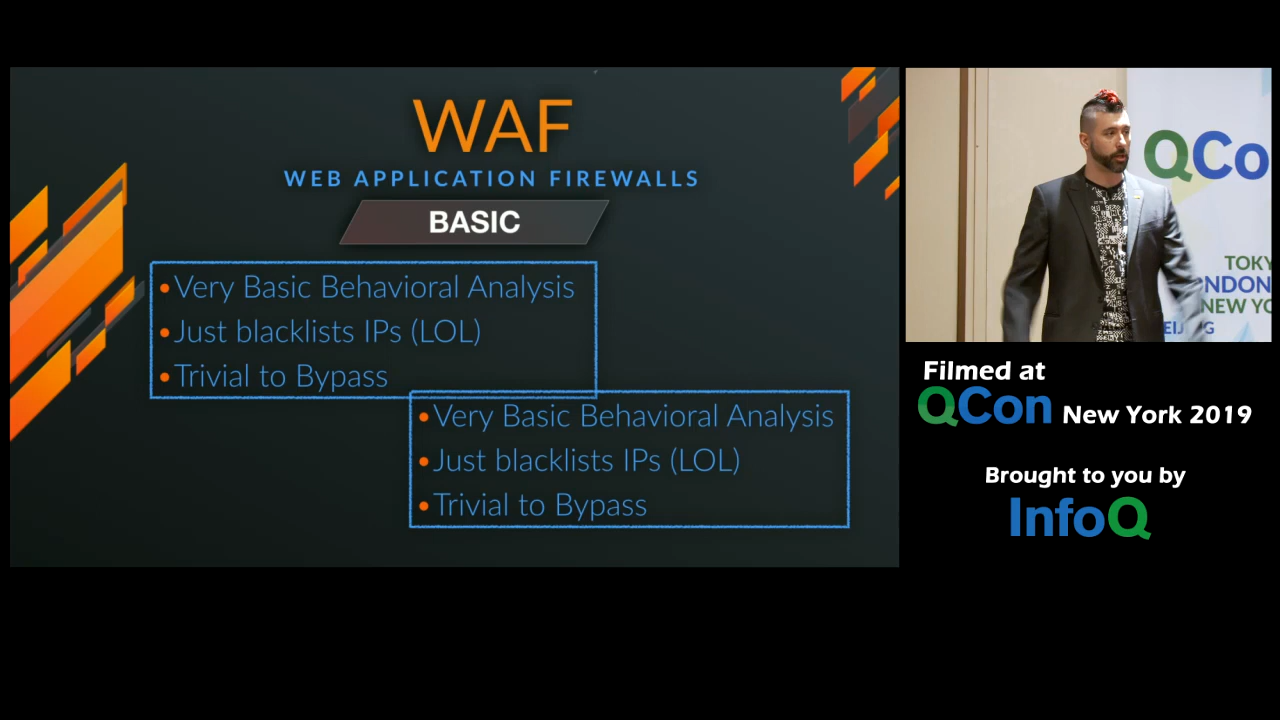 WAF
WEB APPLICATION FIREWALLS
BASIC
•Very Basic Behavioral Analysis
•Just blacklists IPs (LOL)
•Trivial to Bypass
•Very Basic Behavioral Analysis
•Just blacklists IPs (LOL)
•Trivial to Bypass
QCo
TOKY
NDON
NEW YO
Filmed at
QCon New York 2019
Brought to you by
InfoQ